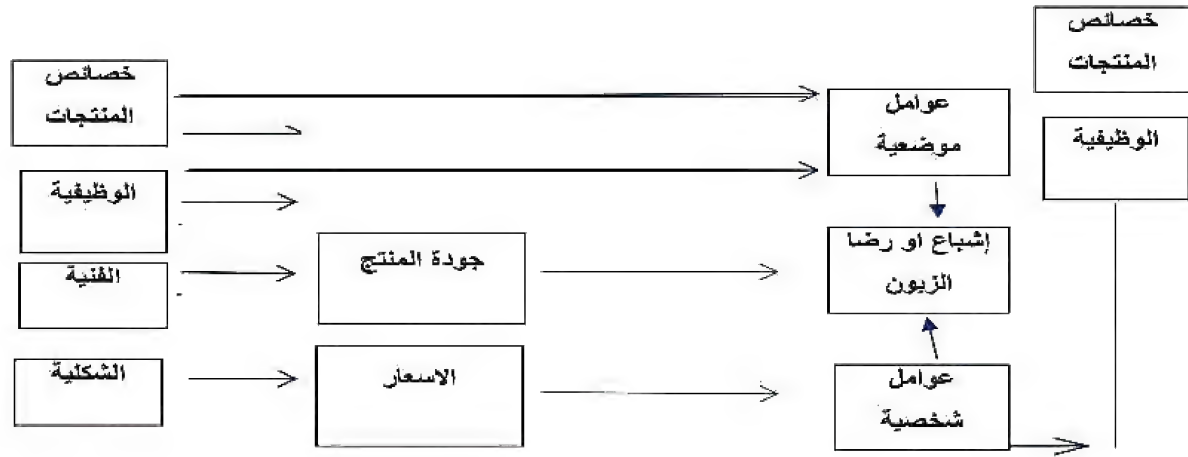 خصائص
المنتجات
الوظيفية
خصائص
المنتجات
الوظيفية
الفنية
الشكلية
جودة المنتج
الاسعار
عوامل
موضعية
إشباع او رضا
الزبون
عوامل
شخصية